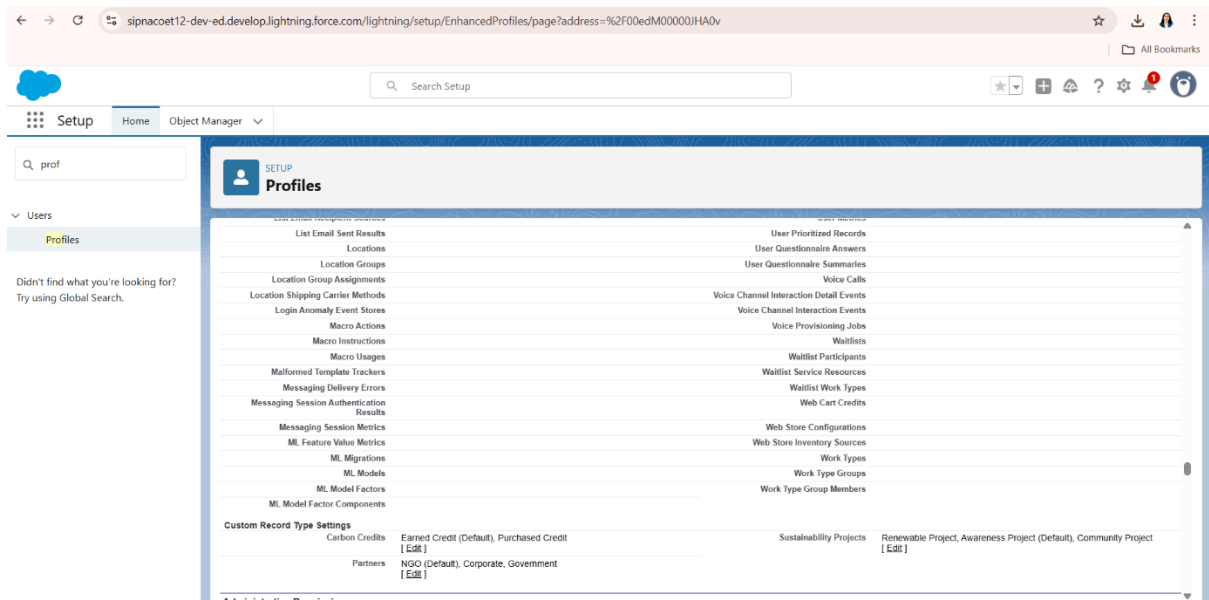 sipnacoet12-dev-ed.develop.lightning.force.com/lightning/setup/EnhancedProfiles/page?address=%2F00edM00000JHA0v
All Bookmarks
Search Setup
1
Setup Home Object Manager
prof
SETUP
Profiles
Users
Profiles
Didn't find what you're looking for?
Try using Global Search.
List Email Recipient Sources User Metrics
List Email Sent Results User Prioritized Records
Locations User Questionnaire Answers
Location Groups User Questionnaire Summaries
Location Group Assignments Voice Calls
Location Shipping Carrier Methods Voice Channel Interaction Detail Events
Login Anomaly Event Stores Voice Channel Interaction Events
Macro Actions Voice Provisioning Jobs
Macro Instructions Waitlists
Macro Usages Waitlist Participants
Malformed Template Trackers Waitlist Service Resources
Messaging Delivery Errors Waitlist Work Types
Messaging Session Authentication Web Cart Credits
Results
Messaging Session Metrics Web Store Configurations
ML Feature Value Metrics Web Store Inventory Sources
ML Migrations Work Types
ML Models Work Type Groups
ML Model Factors Work Type Group Members
ML Model Factor Components
Custom Record Type Settings
Carbon Credits Earned Credit (Default), Purchased Credit Sustainability Projects Renewable Project, Awareness Project (Default), Community Project
[ Edit ] [ Edit ]
Partners NGO (Default), Corporate, Government
[ Edit ]